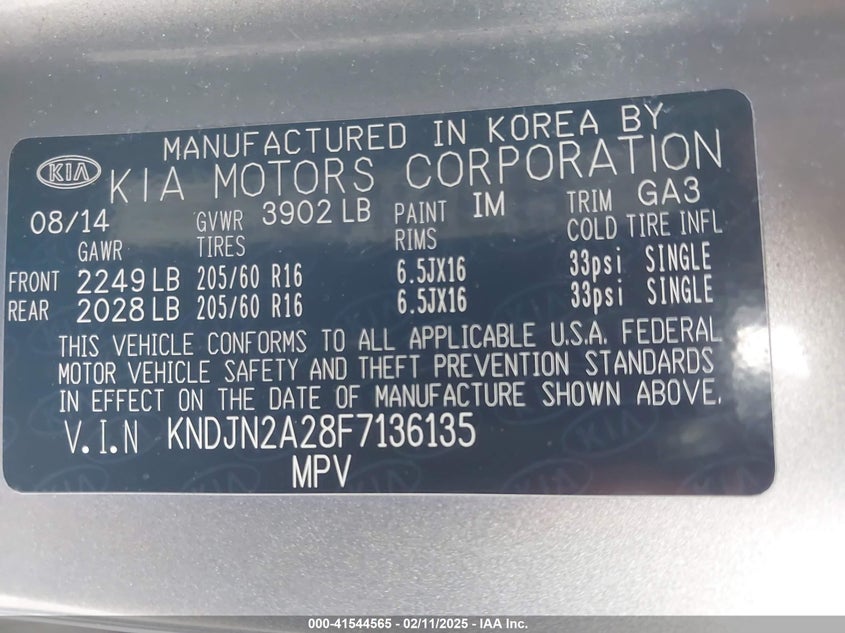 MANUFACTURED IN KOREA BY
KIA KIA MOTORS CORPORATION
08/14 GVWR 3902 LB PAINT IM TRIM GA3
GAWR TIRES RIMS COLD TIRE INFL
FRONT 2249 LB 205/60 R16 6.5JX16 33psi SINGLE
REAR 2028 LB 205/60 R16 6.5JX16 33psi SINGLE
THIS VEHICLE CONFORMS TO ALL APPLICABLE U.S.A. FEDERAL
MOTOR VEHICLE SAFETY AND THEFT PREVENTION STANDARDS
IN EFFECT ON THE DATE OF MANUFACTURE SHOWN ABOVE.
V.I.N KNDJN2A28F7136135
MPV
000-41544565 - 02/11/2025 - IAA Inc.